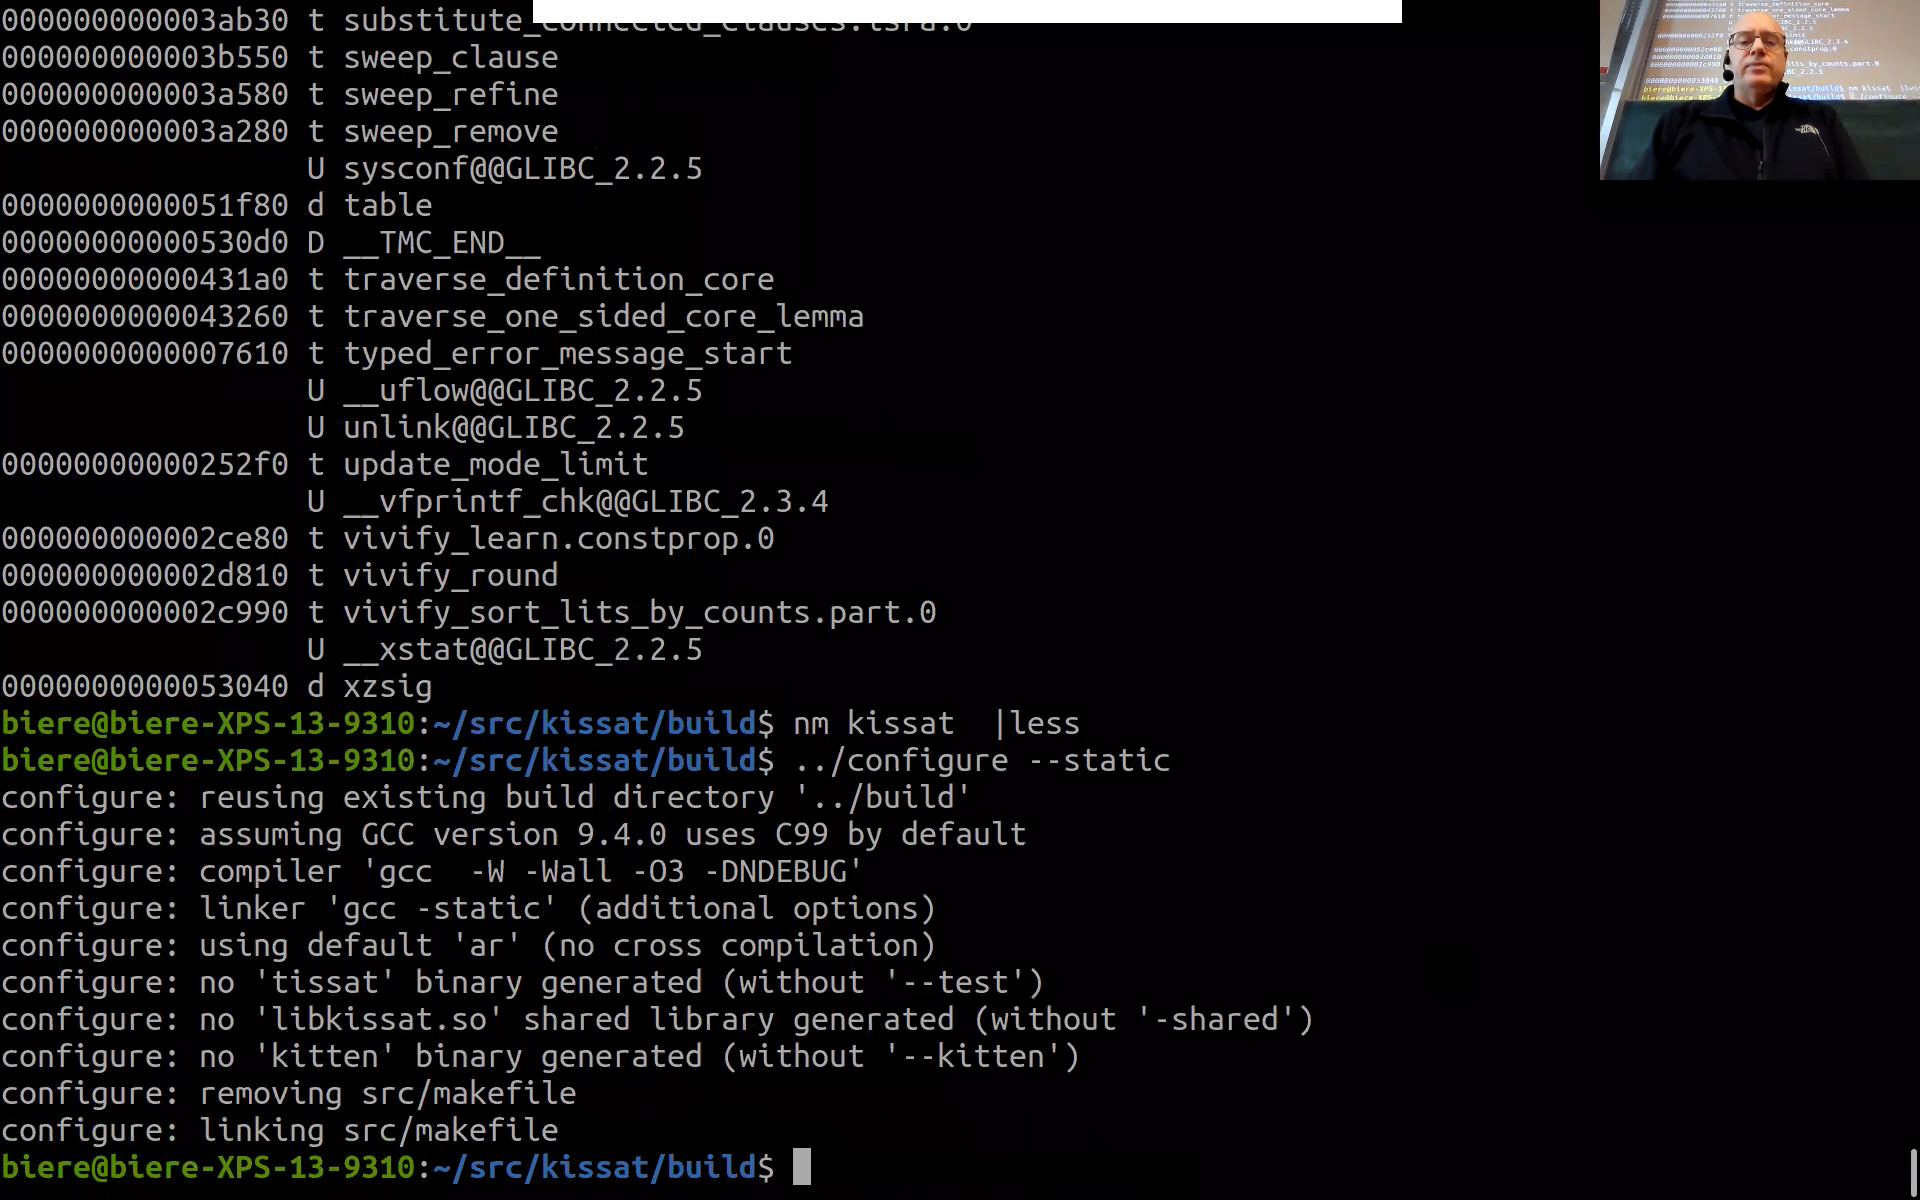 000000000003ab30 t substitute_connected_clauses.isra.0
000000000003b550 t sweep_clause
000000000003a580 t sweep_refine
000000000003a280 t sweep_remove
U sysconf@@GLIBC_2.2.5
0000000000051f80 d table
00000000000530d0 D __TMC_END__
00000000000431a0 t traverse_definition_core
0000000000043260 t traverse_one_sided_core_lemma
0000000000007610 t typed_error_message_start
U __uflow@@GLIBC_2.2.5
U unlink@@GLIBC_2.2.5
00000000000252f0 t update_mode_limit
U __vfprintf_chk@@GLIBC_2.3.4
000000000002ce80 t vivify_learn.constprop.0
000000000002d810 t vivify_round
000000000002c990 t vivify_sort_lits_by_counts.part.0
U __xstat@@GLIBC_2.2.5
0000000000053040 d xzsig
biere@biere-XPS-13-9310:~/src/kissat/build$ nm kissat  |less
biere@biere-XPS-13-9310:~/src/kissat/build$ ../configure --static
configure: reusing existing build directory '../build'
configure: assuming GCC version 9.4.0 uses C99 by default
configure: compiler 'gcc  -W -Wall -O3 -DNDEBUG'
configure: linker 'gcc -static' (additional options)
configure: using default 'ar' (no cross compilation)
configure: no 'tissat' binary generated (without '--test')
configure: no 'libkissat.so' shared library generated (without '-shared')
configure: no 'kitten' binary generated (without '--kitten')
configure: removing src/makefile
configure: linking src/makefile
biere@biere-XPS-13-9310:~/src/kissat/build$